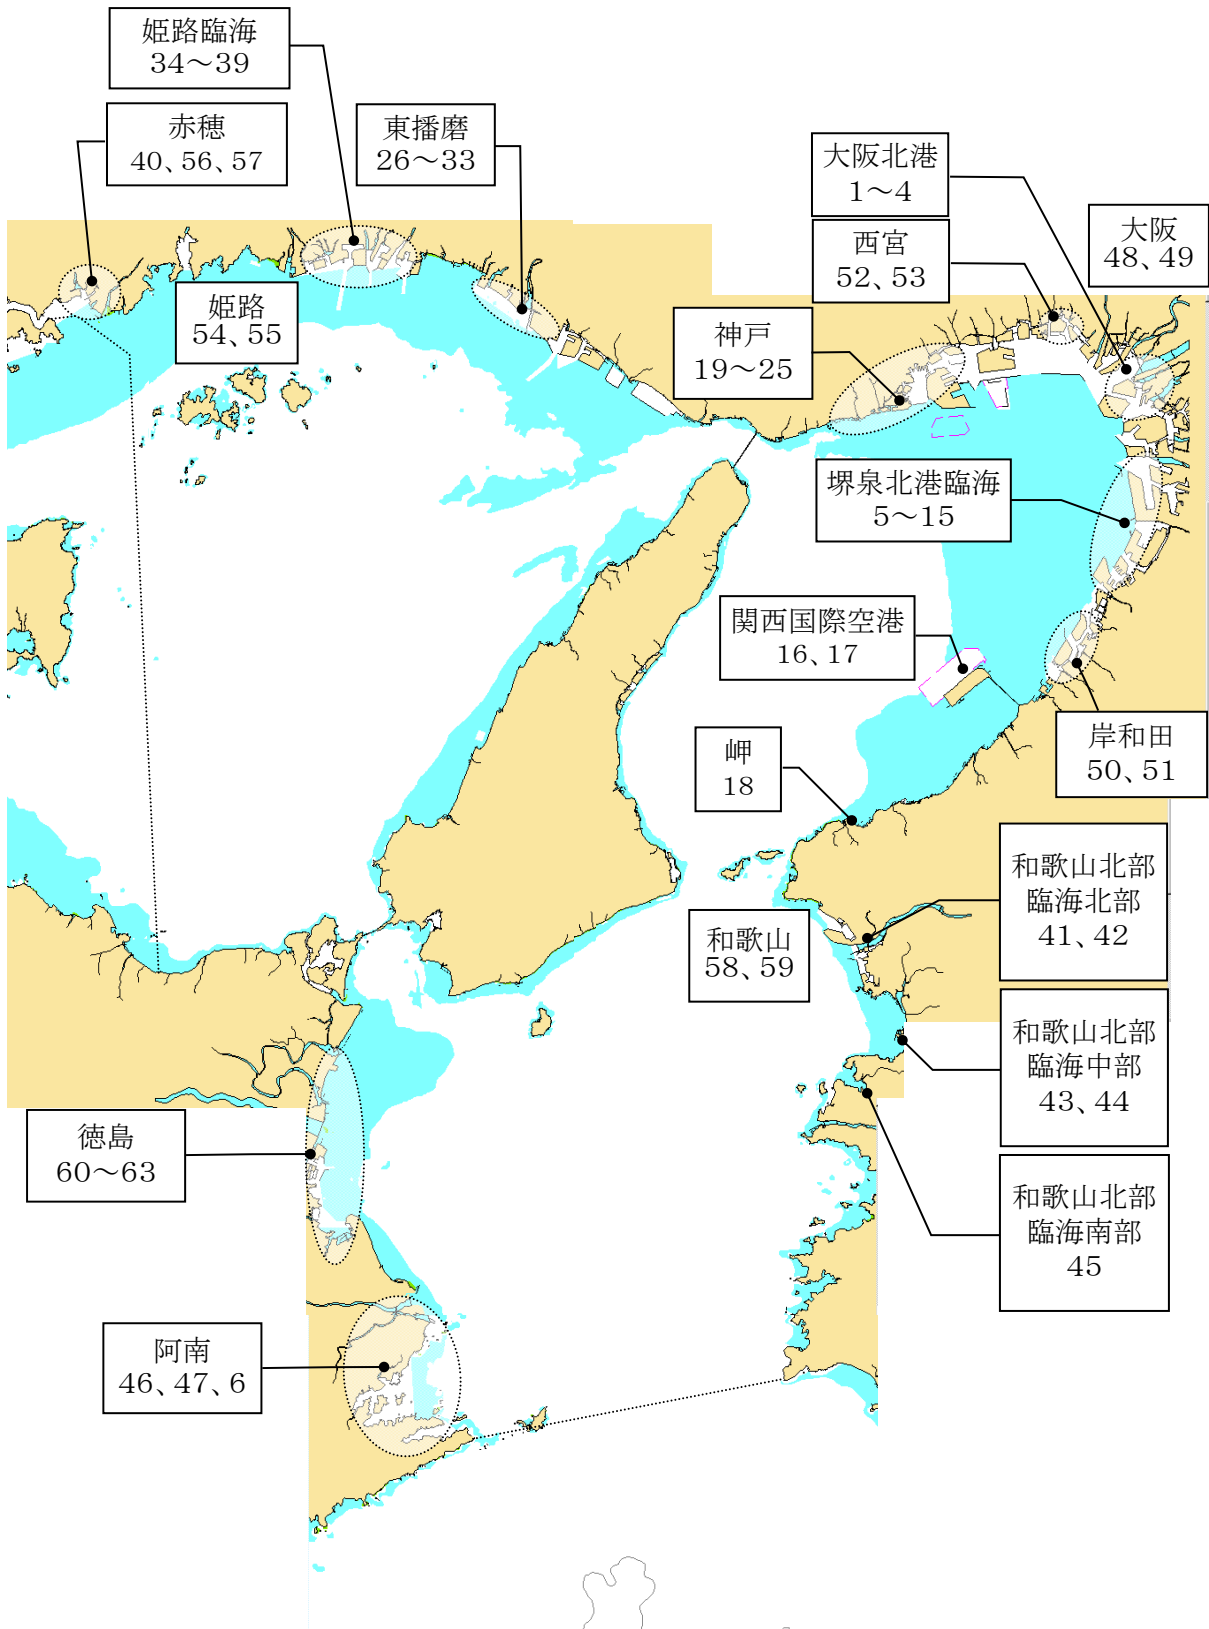 姫路臨海
34～39
赤穂
40、56、57
東播磨
26～33
大阪北港
1～4
西宮
52、53
大阪
48、49
姫路
54、55
神戸
19～25
堺泉北港臨海
5～15
関西国際空港
16、17
岬
18
岸和田
50、51
和歌山北部
臨海北部
41、42
和歌山
58、59
和歌山北部
臨海中部
43、44
徳島
60～63
和歌山北部
臨海南部
45
阿南
46、47、6